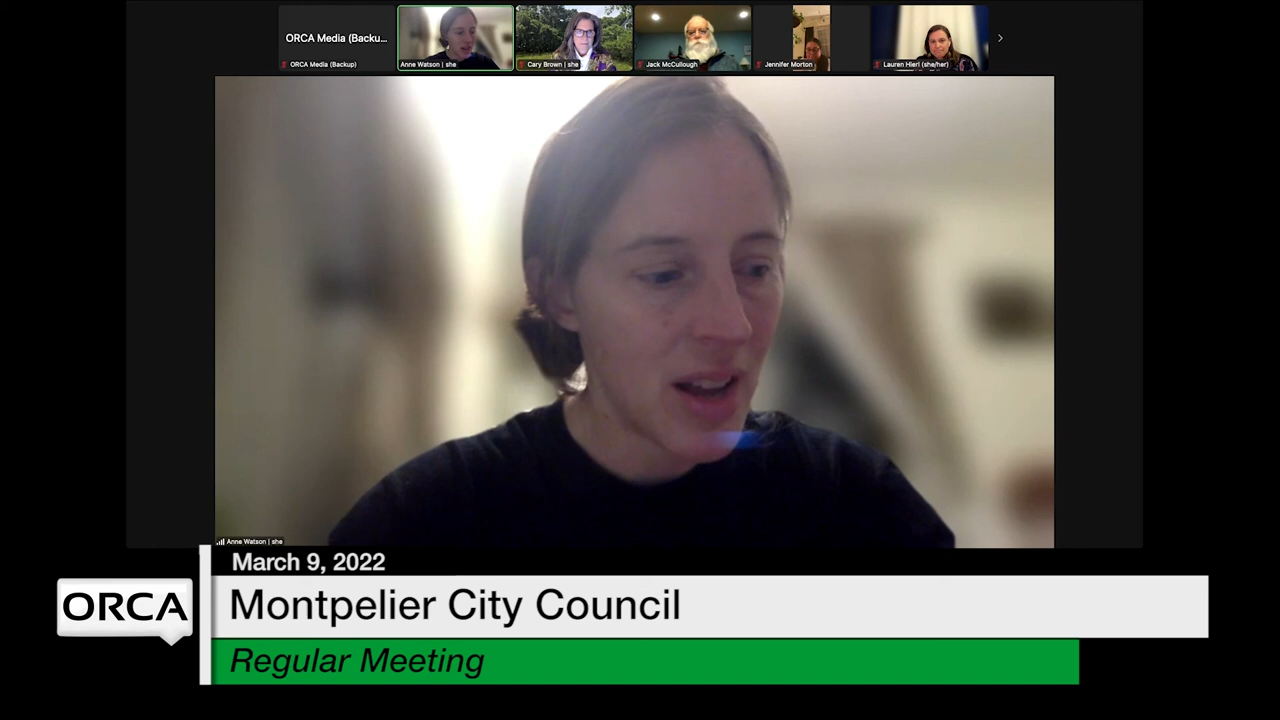 ORCA Media (Backu...
ORCA Media (Backup)
Anne Watson | she
Cary Brown | she
Jack McCullough
Jennifer Morton
Lauren Hierl (she/her)
Anne Watson | she
March 9, 2022
ORCA
Montpelier City Council
Regular Meeting